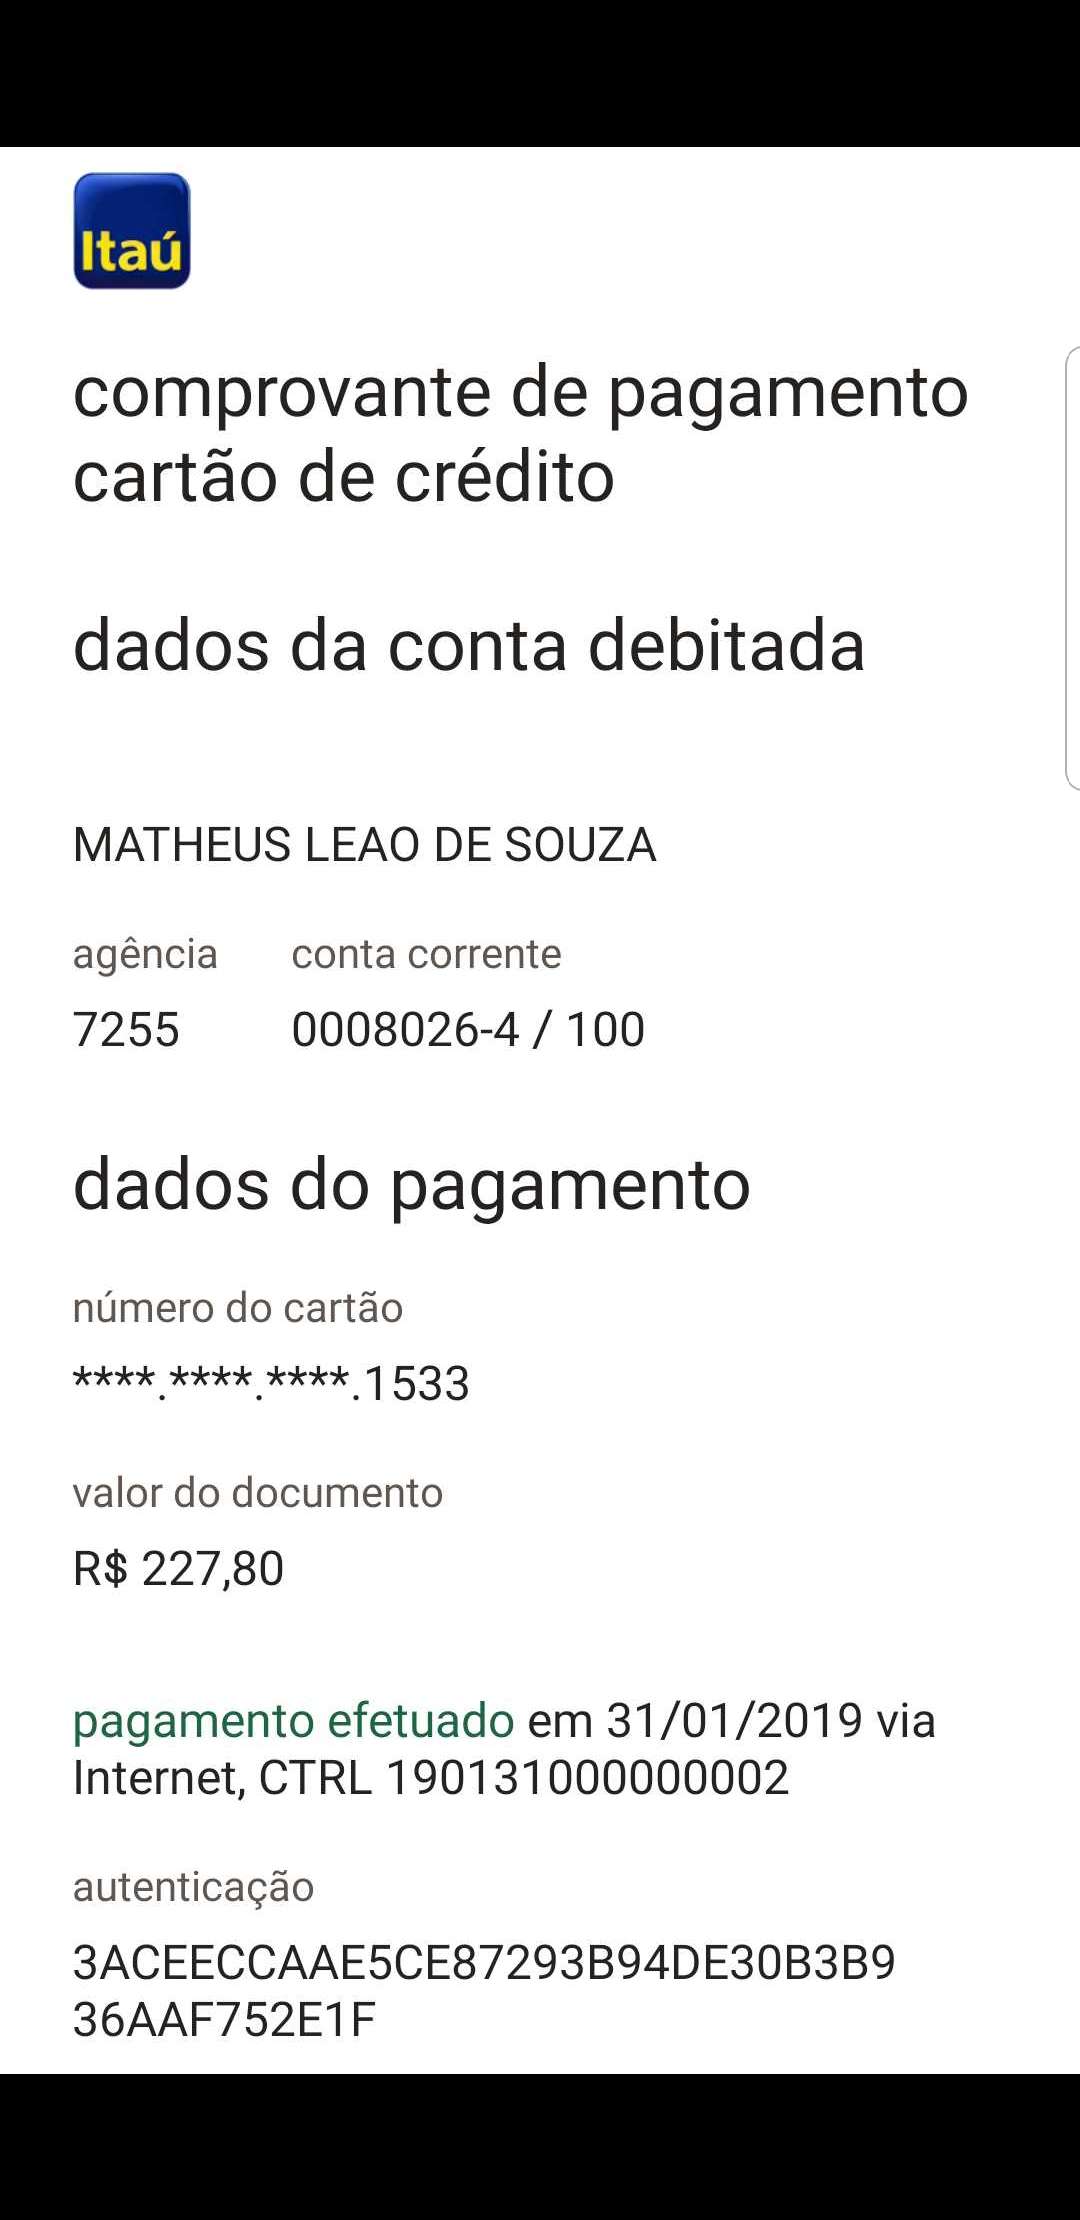 Itaú
comprovante de pagamento
cartão de crédito
dados da conta debitada
MATHEUS LEAO DE SOUZA
agência conta corrente
7255 0008026-4 / 100
dados do pagamento
número do cartão
****.****.****.1533
valor do documento
R$ 227,80
pagamento efetuado em 31/01/2019 via
Internet, CTRL 190131000000002
autenticação
3ACEECCAAE5CE87293B94DE30B3B9
36AAF752E1F